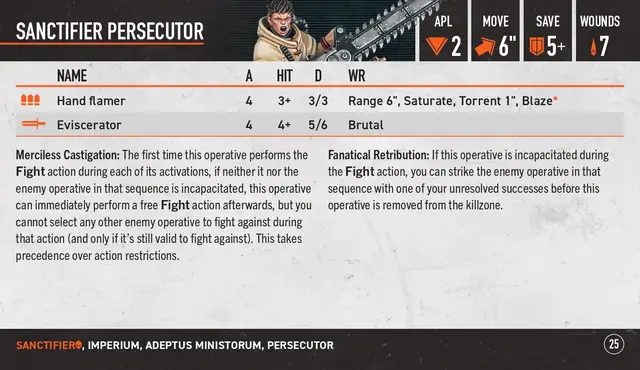 SANCTIFIER PERSECUTOR
APL 2
MOVE 6"
SAVE 5+
WOUNDS 7
NAME A HIT D WR
Hand flamer 4 3+ 3/3 Range 6", Saturate, Torrent 1", Blaze*
Eviscerator 4 4+ 5/6 Brutal
Merciless Castigation: The first time this operative performs the
Fight action during each of its activations, if neither it nor the
enemy operative in that sequence is incapacitated, this operative
can immediately perform a free Fight action afterwards, but you
cannot select any other enemy operative to fight against during
that action (and only if it's still valid to fight against). This takes
precedence over action restrictions.
Fanatical Retribution: If this operative is incapacitated during
the Fight action, you can strike the enemy operative in that
sequence with one of your unresolved successes before this
operative is removed from the killzone.
SANCTIFIER, IMPERIUM, ADEPTUS MINISTORUM, PERSECUTOR
25